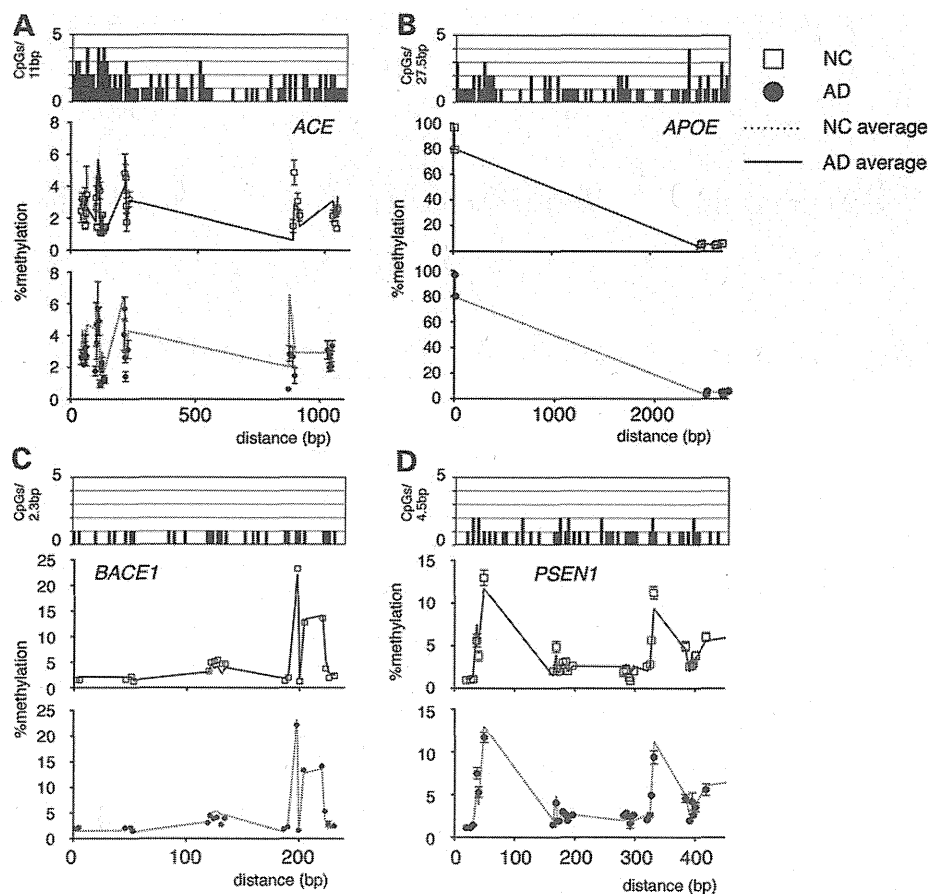 A
CpGs/
11bp
5
0
ACE
8
6
4
2
0
8
6
4
2
0
%methylation
0
500
1000
distance (bp)
B
CpGs/
27.5bp
5
0
APOE
100
80
60
40
20
0
100
80
60
40
20
0
%methylation
0
1000
2000
distance (bp)
NC
AD
NC average
AD average
C
CpGs/
2.3bp
5
0
BACE1
25
20
15
10
5
0
25
20
15
10
5
0
%methylation
0
100
200
distance (bp)
D
CpGs/
4.5bp
5
0
PSEN1
15
10
5
0
15
10
5
0
%methylation
0
100
200
300
400
distance (bp)